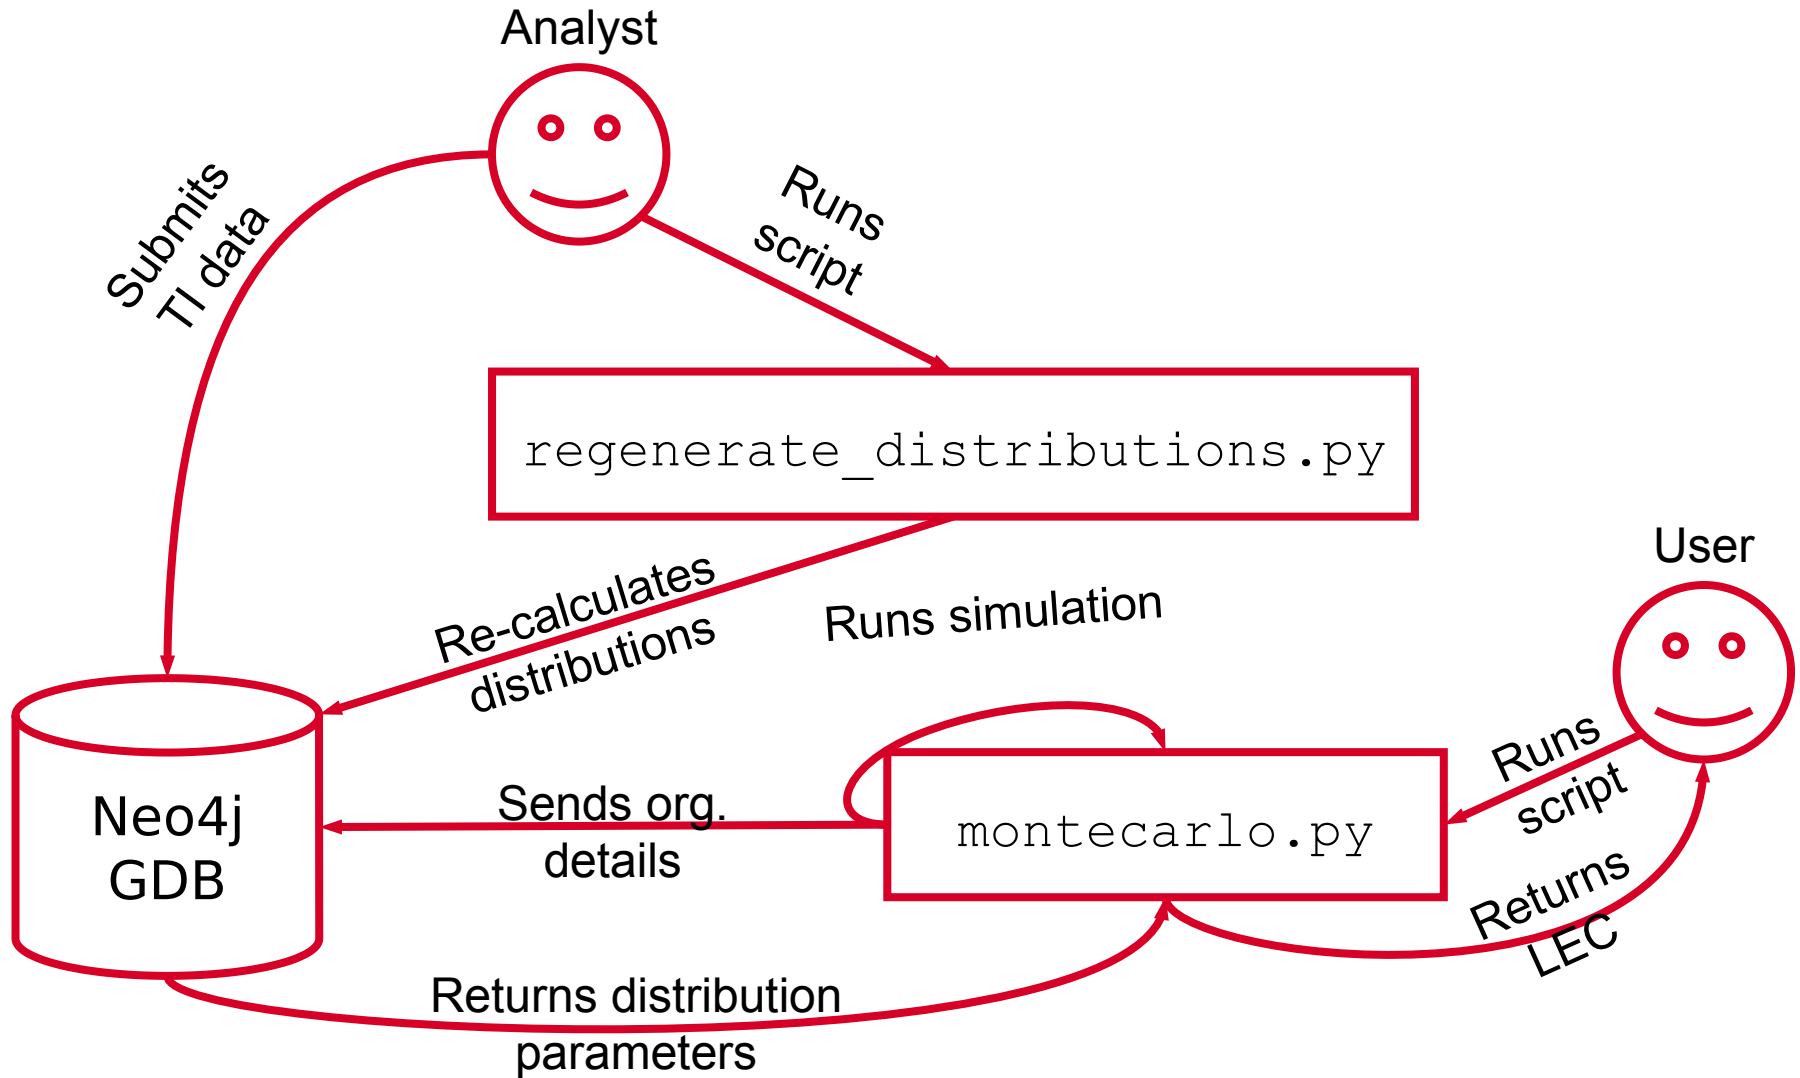 Analyst
Submits
TI data
Runs
script
regenerate_distributions.py
Re-calculates
distributions
Runs simulation
User
Runs
script
Sends org.
details
montecarlo.py
Neo4j
GDB
Returns
LEC
Returns distribution
parameters